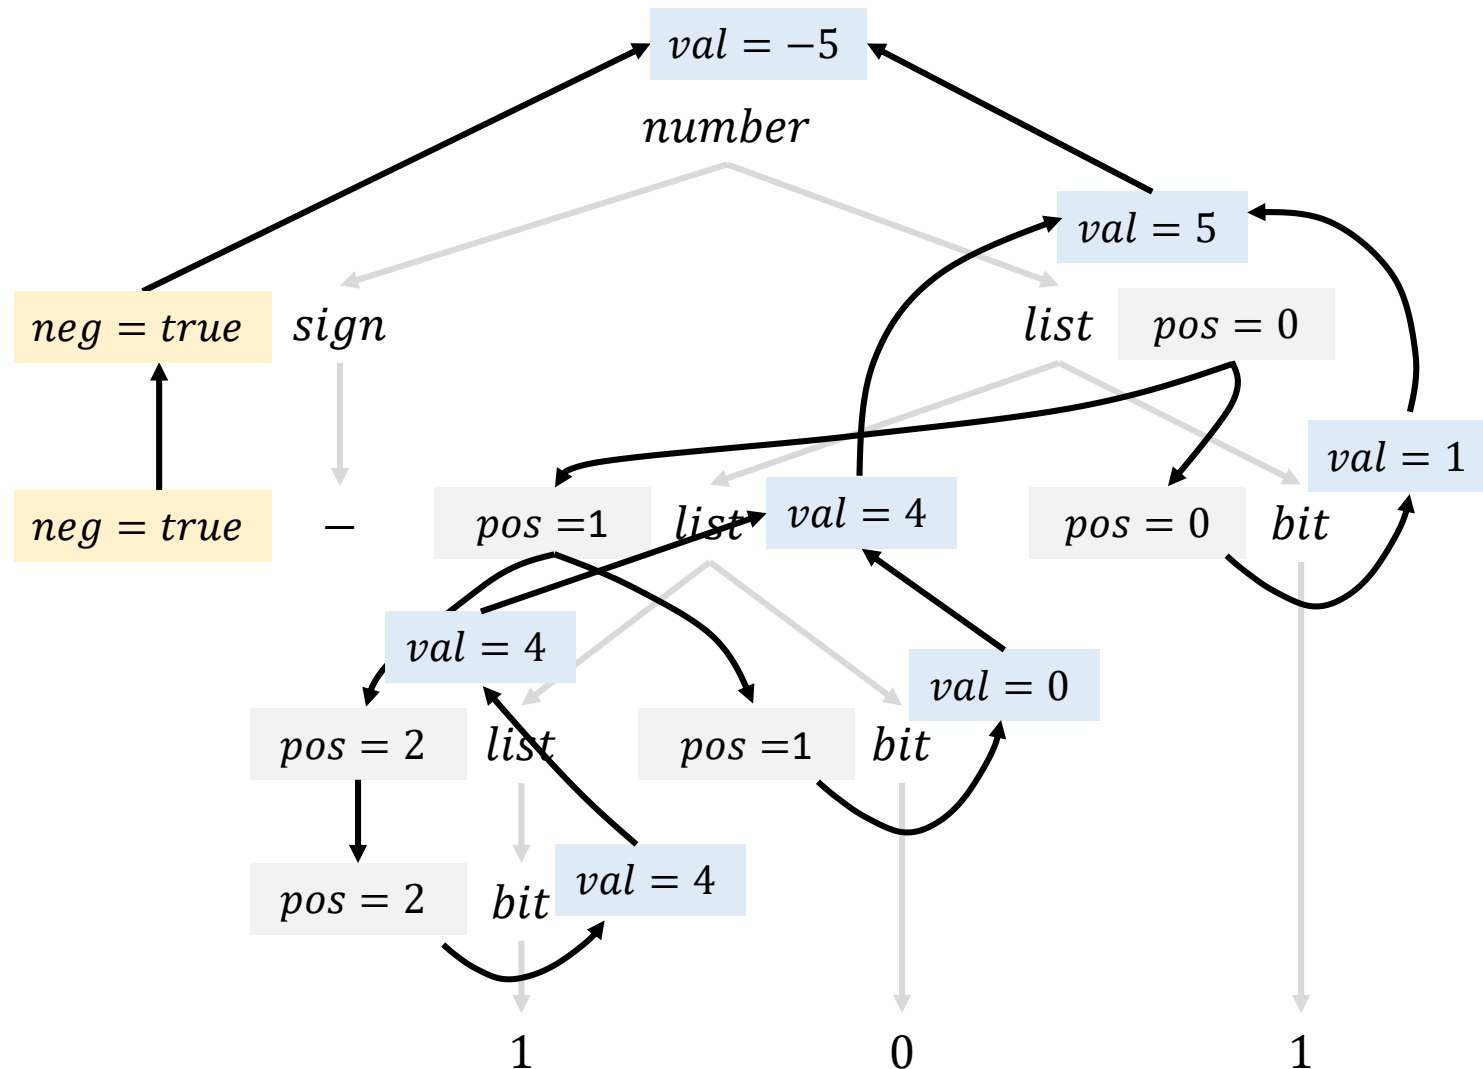 val = −5
number
val = 5
neg = true sign list pos = 0
val = 1
neg = true − pos =1 list val = 4 pos = 0 bit
val = 4 val = 0
pos = 2 list pos =1 bit
pos = 2 bit val = 4
1 0 1